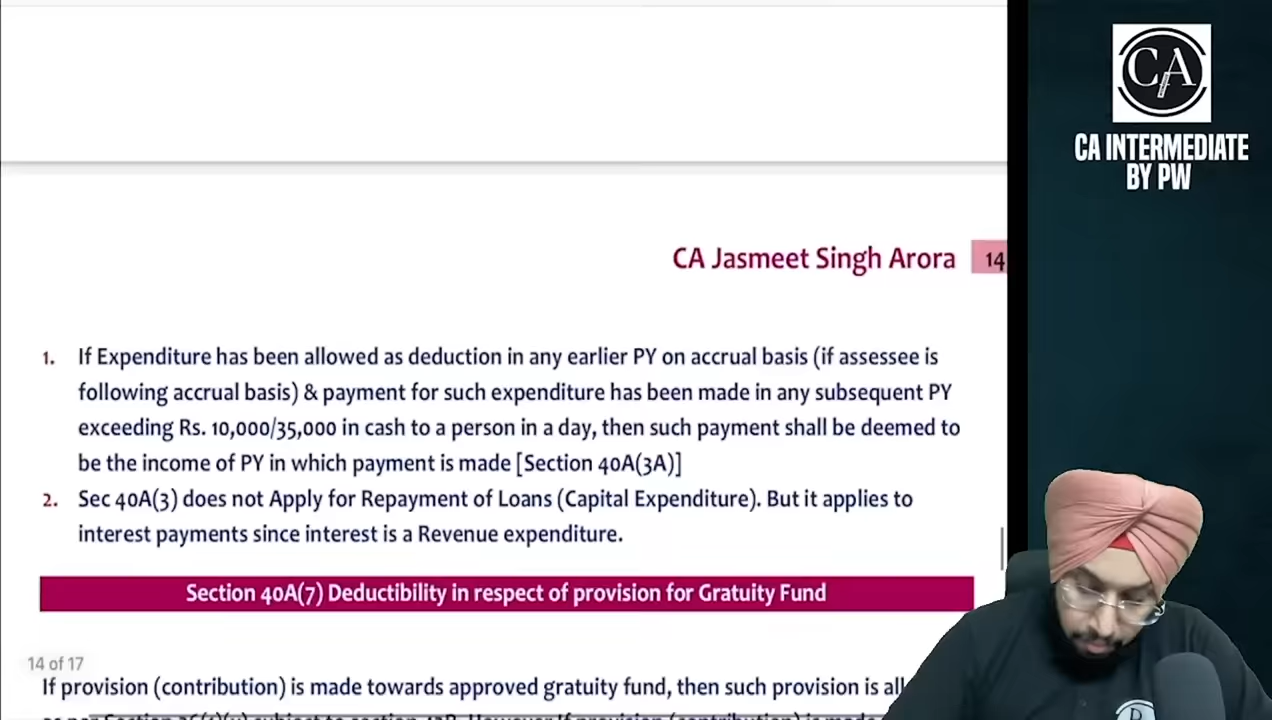 CA
CA INTERMEDIATE
BY PW
CA Jasmeet Singh Arora 14
1. If Expenditure has been allowed as deduction in any earlier PY on accrual basis (if assessee is
following accrual basis) & payment for such expenditure has been made in any subsequent PY
exceeding Rs. 10,000/35,000 in cash to a person in a day, then such payment shall be deemed to
be the income of PY in which payment is made [Section 40A(3A)]
2. Sec 40A(3) does not Apply for Repayment of Loans (Capital Expenditure). But it applies to
interest payments since interest is a Revenue expenditure.
Section 40A(7) Deductibility in respect of provision for Gratuity Fund
14 of 17
If provision (contribution) is made towards approved gratuity fund, then such provision is all